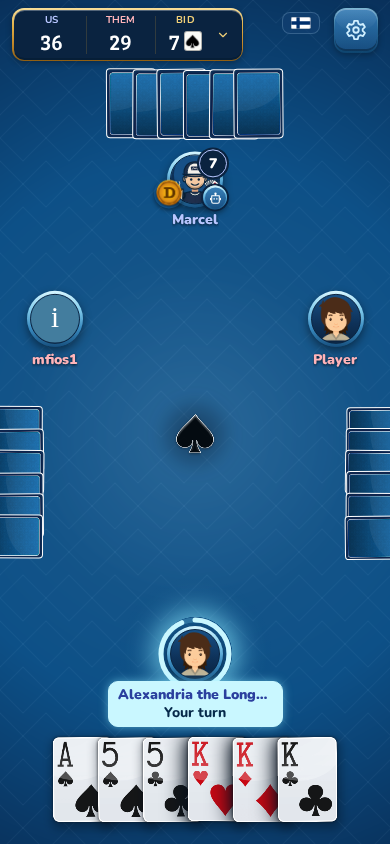 US THEM BID
36 29 7
7
D
Marcel
i
mfios1 Player
Alexandria the Long...
Your turn
A 5 5 K K K